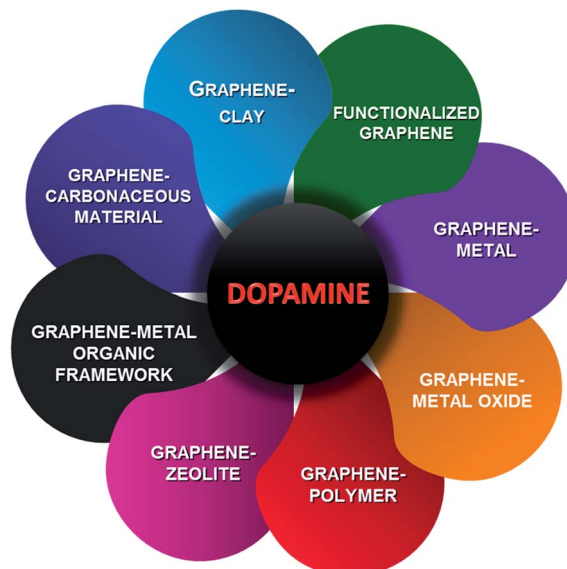 GRAPHENE-
CLAY
FUNCTIONALIZED
GRAPHENE
GRAPHENE-
METAL
GRAPHENE-
METAL OXIDE
GRAPHENE-
POLYMER
GRAPHENE-
ZEOLITE
GRAPHENE-METAL
ORGANIC
FRAMEWORK
GRAPHENE-
CARBONACEOUS
MATERIAL
DOPAMINE